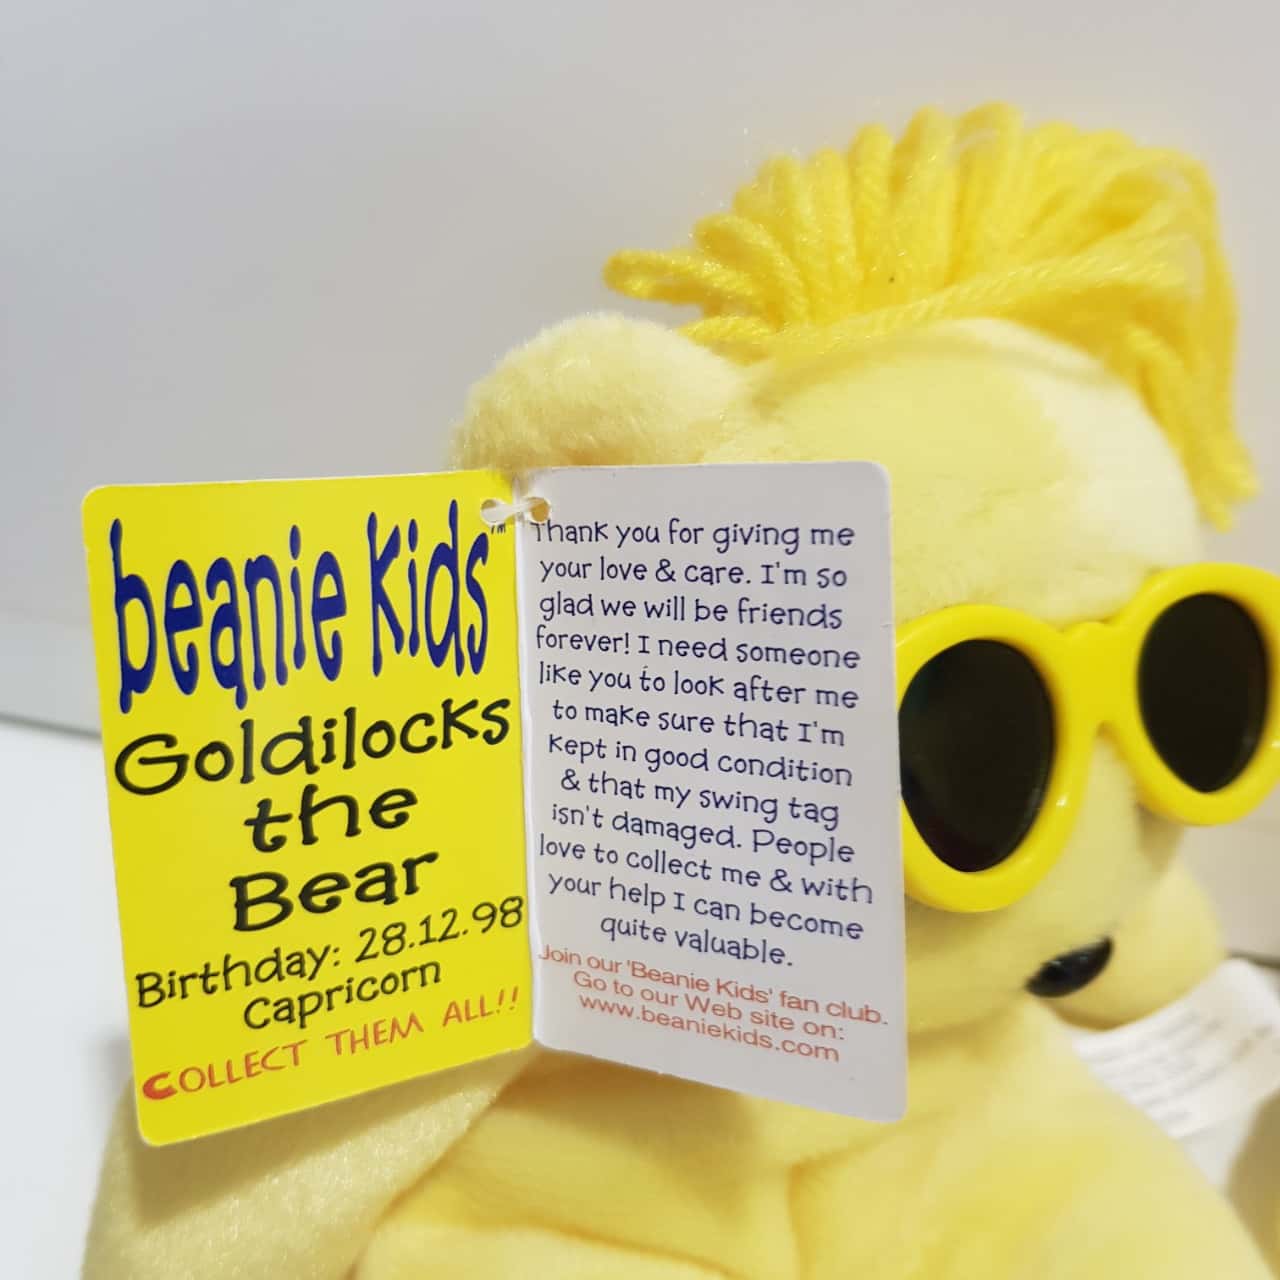 beanie Kids™
Goldilocks
the
Bear
Birthday: 28.12.98
Capricorn
COLLECT THEM ALL!!
Thank you for giving me
your love & care. I'm so
glad we will be friends
forever! I need someone
like you to look after me
to make sure that I'm
kept in good condition
& that my swing tag
isn't damaged. People
love to collect me & with
your help I can become
quite valuable.
Join our 'Beanie Kids' fan club.
Go to our Web site on:
www.beaniekids.com